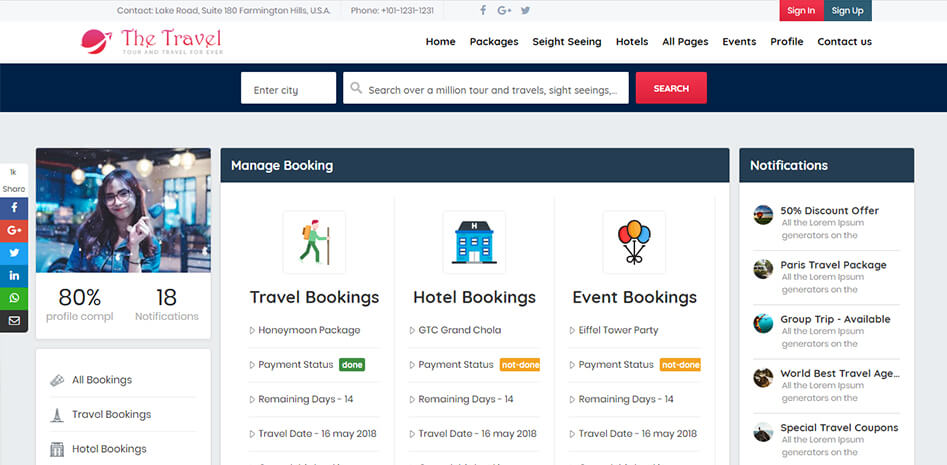 Contact: Lake Road, Suite 180 Farmington Hills, U.S.A. Phone: +101-1231-1231 Sign In Sign Up
The Travel
TOUR AND TRAVEL FOR EVER
Home Packages Seight Seeing Hotels All Pages Events Profile Contact us
Enter city Search over a million tour and travels, sight seeings,... SEARCH
1k
Share
80% 18
profile compl Notifications
All Bookings
Travel Bookings
Hotel Bookings
Manage Booking
H
Travel Bookings
Honeymoon Package
Payment Status done
Remaining Days - 14
Travel Date - 16 may 2018
Hotel Bookings
GTC Grand Chola
Payment Status not-done
Remaining Days - 14
Travel Date - 16 may 2018
Event Bookings
Eiffel Tower Party
Payment Status not-done
Remaining Days - 14
Travel Date - 16 may 2018
Notifications
50% Discount Offer
All the Lorem Ipsum
generators on the
Paris Travel Package
All the Lorem Ipsum
generators on the
Group Trip - Available
All the Lorem Ipsum
generators on the
World Best Travel Age...
All the Lorem Ipsum
generators on the
Special Travel Coupons
All the Lorem Ipsum
generators on the